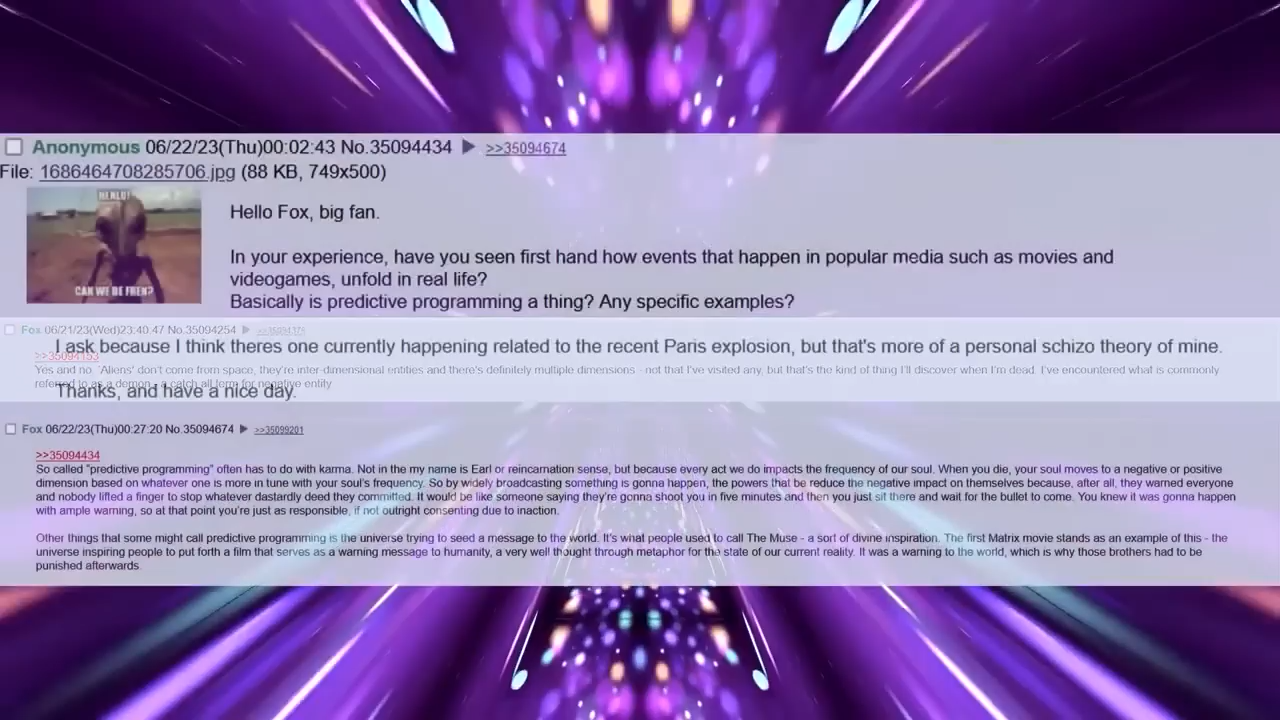 Anonymous 06/22/23(Thu)00:02:43 No.35094434 ▶ >>35094674
File: 1686464708285706.jpg (88 KB, 749x500)
HENLO!
CAN WE BE FREN?
Hello Fox, big fan.
In your experience, have you seen first hand how events that happen in popular media such as movies and
videogames, unfold in real life?
Basically is predictive programming a thing? Any specific examples?
Fox 06/21/23(Wed)23:40:47 No.35094254 ▶
I ask because I think theres one currently happening related to the recent Paris explosion, but that's more of a personal schizo theory of mine.
>>35094153
Yes and no. 'Aliens' don't come from space, they're inter-dimensional entities and there's definitely multiple dimensions - not that I've visited any, but that's the kind of thing I'll discover when I'm dead. I've encountered what is commonly
referred to as a demon - a catch all term for negative entity
Thanks, and have a nice day.
Fox 06/22/23(Thu)00:27:20 No.35094674 ▶ >>35099201
>>35094434
So called "predictive programming" often has to do with karma. Not in the my name is Earl or reincarnation sense, but because every act we do impacts the frequency of our soul. When you die, your soul moves to a negative or positive
dimension based on whatever one is more in tune with your soul's frequency. So by widely broadcasting something is gonna happen, the powers that be reduce the negative impact on themselves because, after all, they warned everyone
and nobody lifted a finger to stop whatever dastardly deed they committed. It would be like someone saying they're gonna shoot you in five minutes and then you just sit there and wait for the bullet to come. You knew it was gonna happen
with ample warning, so at that point you're just as responsible, if not outright consenting due to inaction.
Other things that some might call predictive programming is the universe trying to seed a message to the world. It's what people used to call The Muse - a sort of divine inspiration. The first Matrix movie stands as an example of this - the
universe inspiring people to put forth a film that serves as a warning message to humanity, a very well thought through metaphor for the state of our current reality. It was a warning to the world, which is why those brothers had to be
punished afterwards.